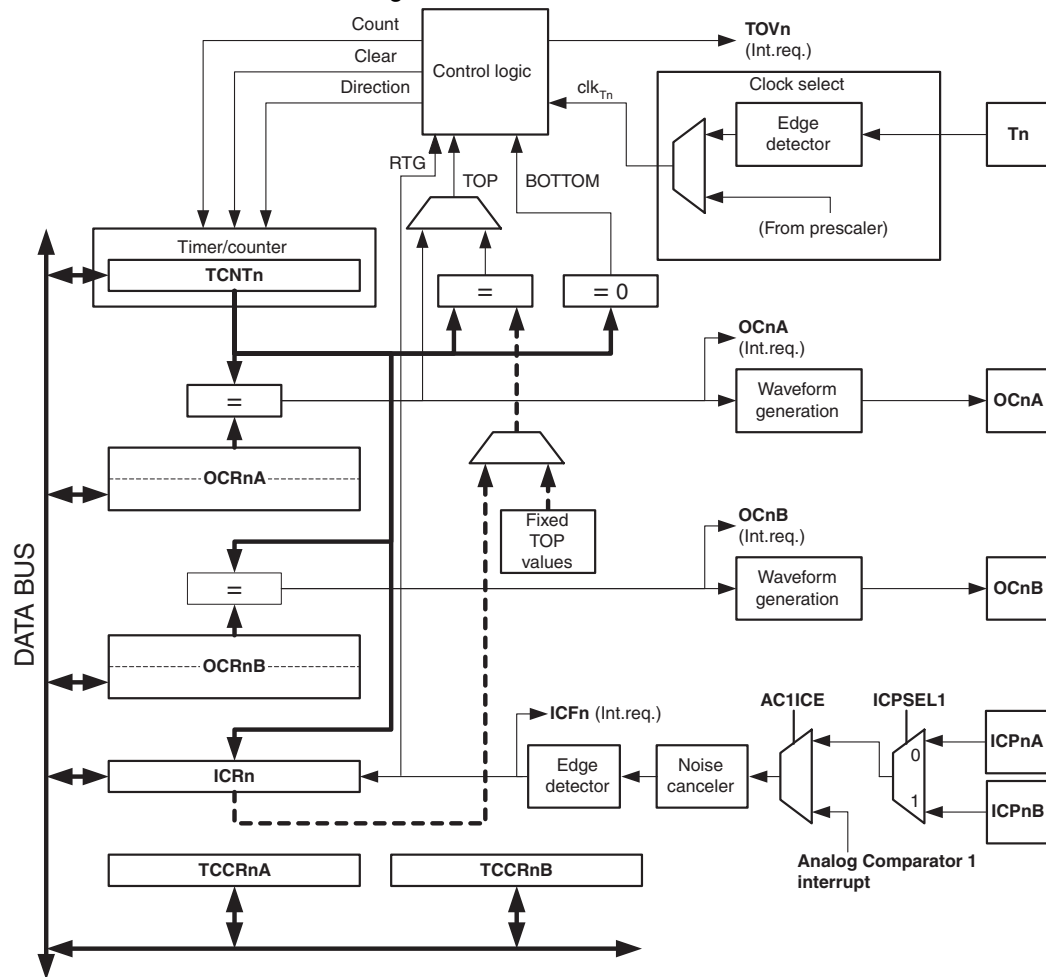 Count
Clear
Direction
Control logic
TOVn
(Int.req.)
clkTn
Clock select
Edge
detector
Tn
(From prescaler)
RTG
TOP
BOTTOM
Timer/counter
TCNTn
=
= 0
OCnA
(Int.req.)
=
Waveform
generation
OCnA
OCRnA
Fixed
TOP
values
OCnB
(Int.req.)
=
Waveform
generation
OCnB
OCRnB
DATA BUS
ICFn (Int.req.)
AC1ICE
ICPSEL1
ICRn
Edge
detector
Noise
canceler
0
1
ICPnA
ICPnB
Analog Comparator 1
interrupt
TCCRnA
TCCRnB